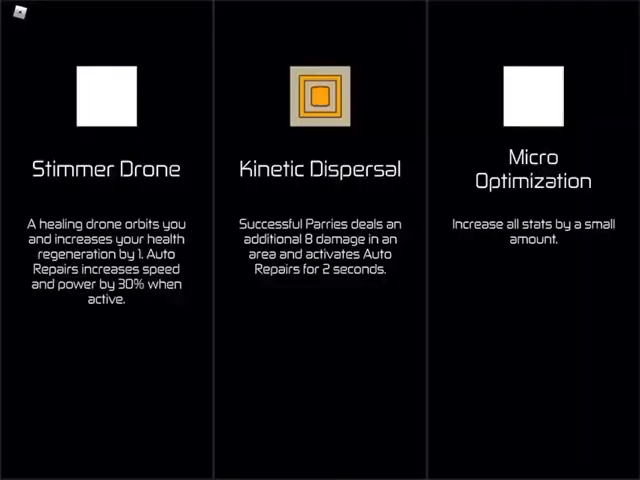 Stimmer Drone
A healing drone orbits you
and increases your health
regeneration by 1. Auto
Repairs increases speed
and power by 30% when
active.
Kinetic Dispersal
Successful Parries deals an
additional 8 damage in an
area and activates Auto
Repairs for 2 seconds.
Micro
Optimization
Increase all stats by a small
amount.